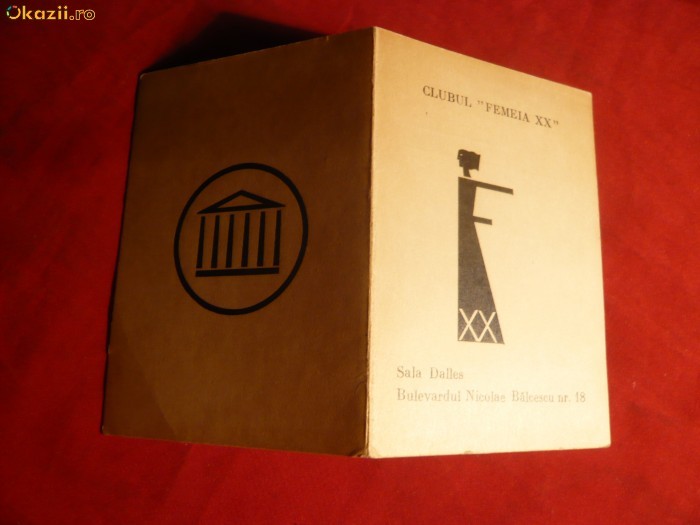 Okazii.ro
CLUBUL "FEMEIA XX"
F
XX
Sala Dalles
Bulevardul Nicolae Bălcescu nr. 18